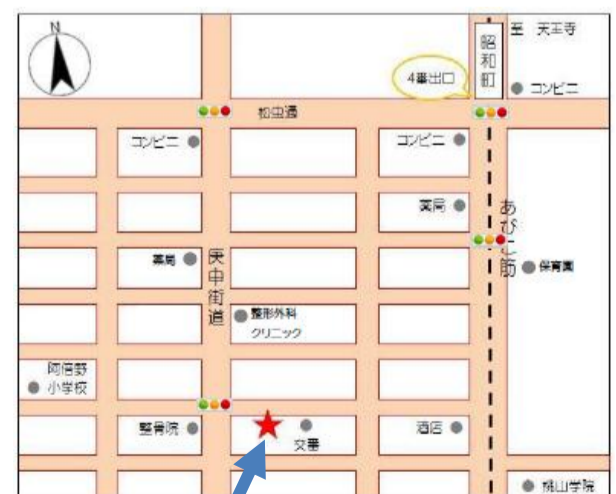 N
至 天王寺
昭和町
4番出口
コンビニ
松虫通
コンビニ
コンビニ
薬局
あびこ筋
薬局
庚申街道
保育園
整形外科
クリニック
阿倍野
小学校
整骨院
交番
酒店
桃山学院